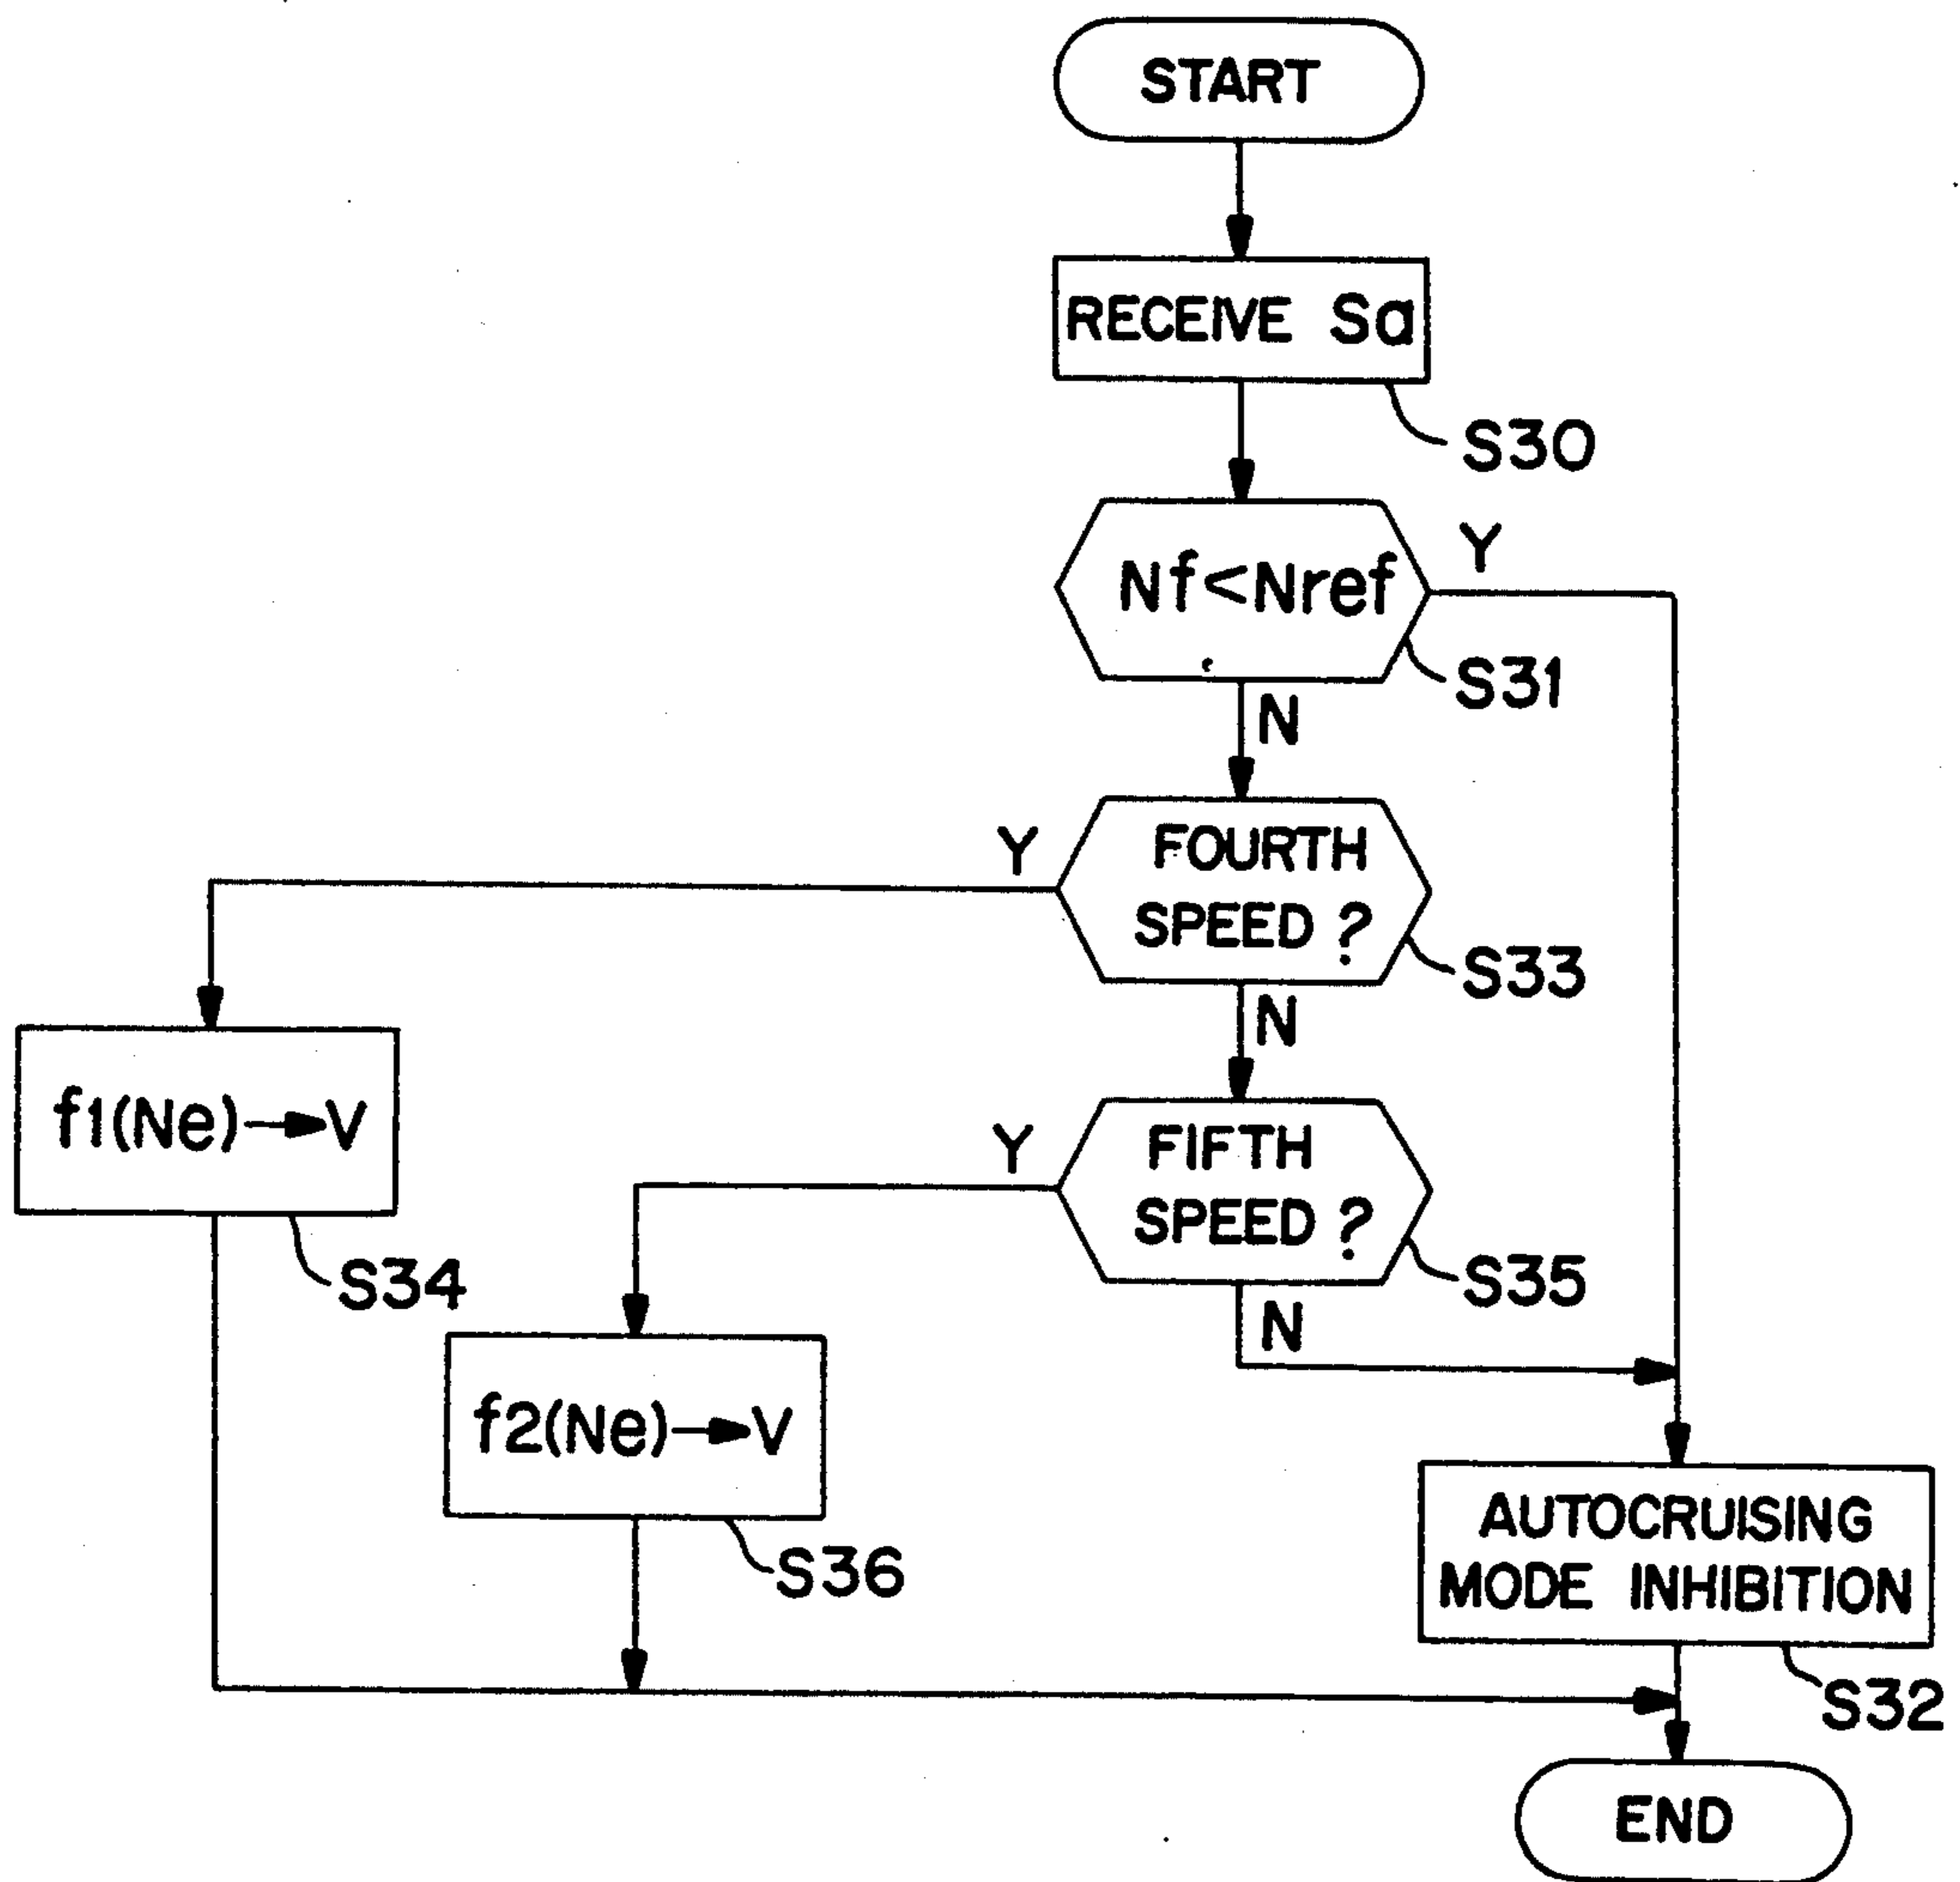 START
RECEIVE Sa
S30
Nf<Nref
Y
S31
N
FOURTH
SPEED ?
Y
S33
N
f1(Ne)→V
S34
FIFTH
SPEED ?
Y
S35
N
f2(Ne)→V
S36
AUTOCRUISING
MODE INHIBITION
S32
END